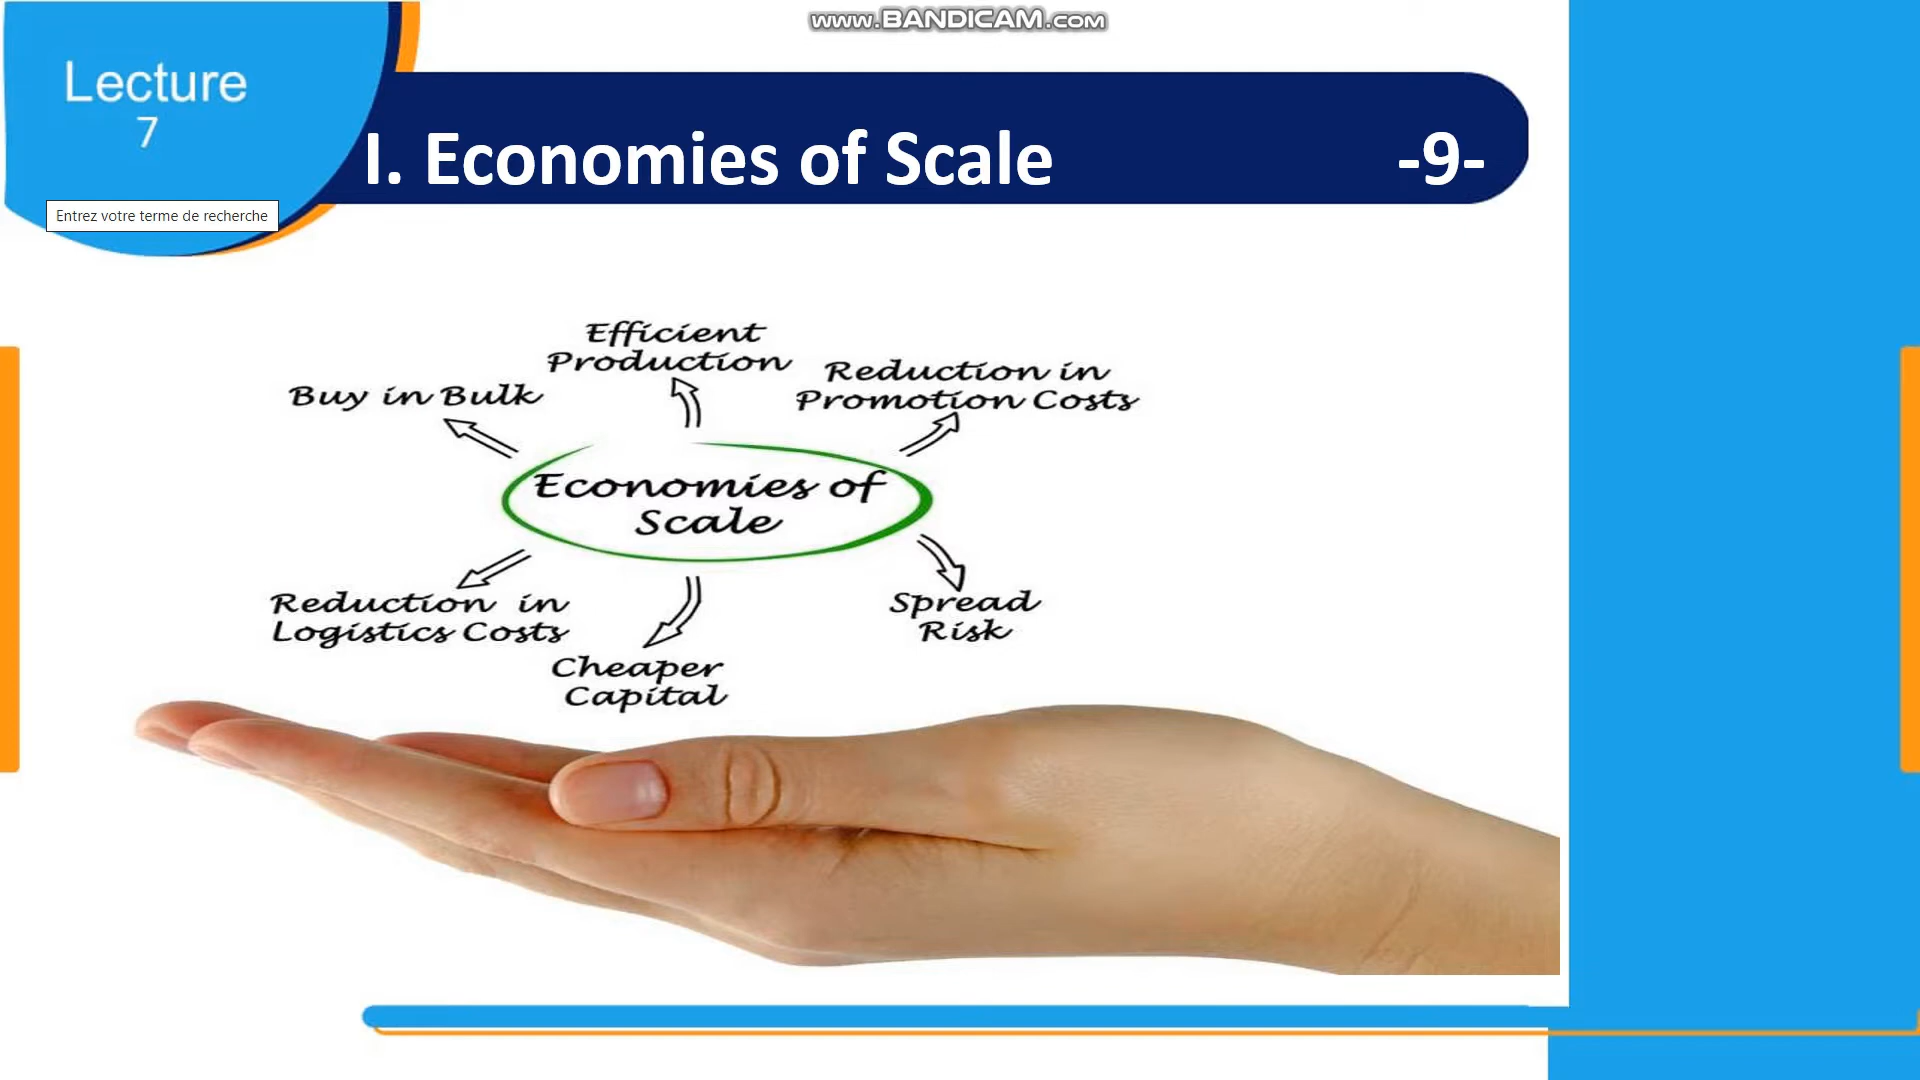 www.BANDICAM.com
Lecture
7
I. Economies of Scale -9-
Entrez votre terme de recherche
Efficient
Production
Reduction in
Promotion Costs
Buy in Bulk
Economies of
Scale
Reduction in
Logistics Costs
Spread
Risk
Cheaper
Capital